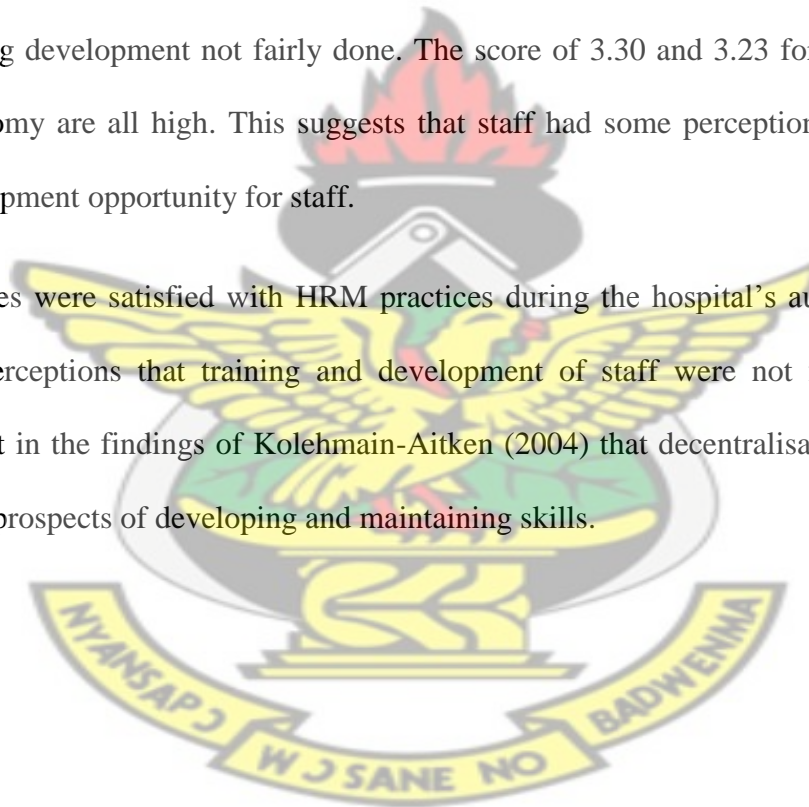 g development not fairly done. The score of 3.30 and 3.23 for
omy are all high. This suggests that staff had some perception
pment opportunity for staff.
es were satisfied with HRM practices during the hospital’s au
erceptions that training and development of staff were not
t in the findings of Kolehmain-Aitken (2004) that decentralisa
prospects of developing and maintaining skills.
NYANSAPƆ WƆSANE NO BADWENMA